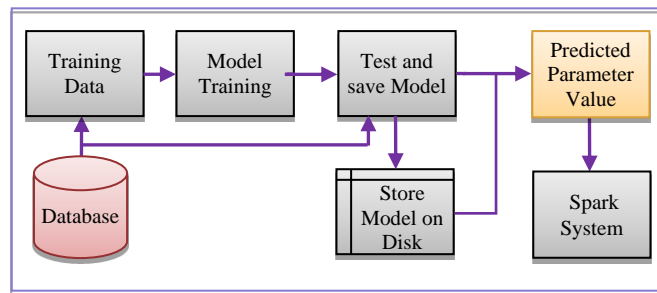 Training
Data
Model
Training
Test and
save Model
Predicted
Parameter
Value
Database
Store
Model on
Disk
Spark
System